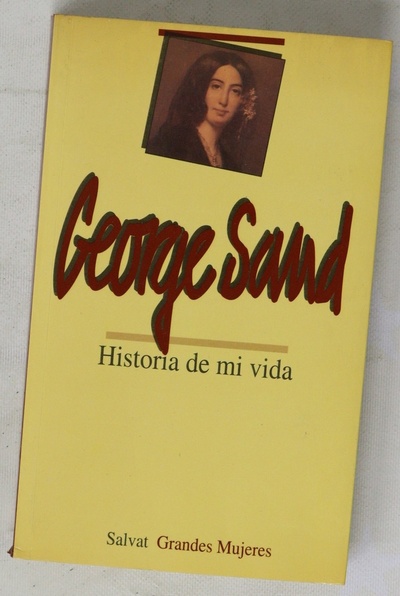 George Sand
Historia de mi vida
Salvat Grandes Mujeres